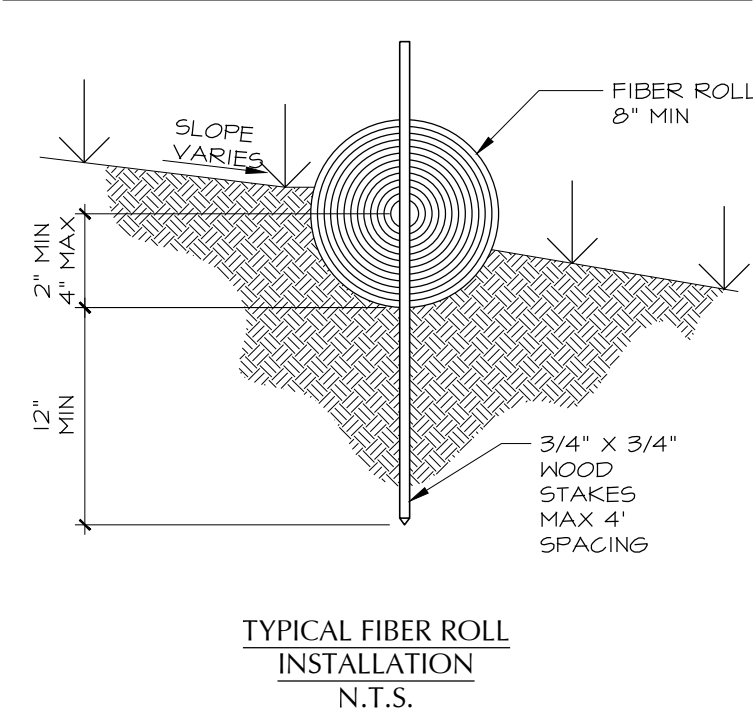 FIBER ROLL
8" MIN
SLOPE
VARIES
2" MIN
4" MAX
12"
MIN
3/4" X 3/4"
WOOD
STAKES
MAX 4'
SPACING
TYPICAL FIBER ROLL
INSTALLATION
N.T.S.